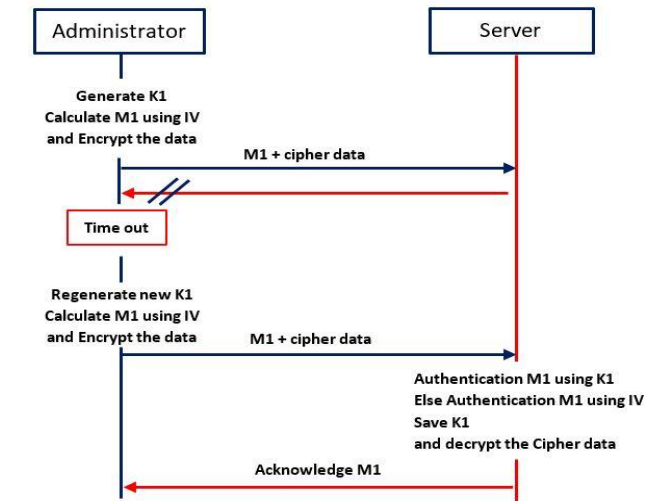 Administrator
Server
Generate K1
Calculate M1 using IV
and Encrypt the data
M1 + cipher data
Time out
Regenerate new K1
Calculate M1 using IV
and Encrypt the data
M1 + cipher data
Authentication M1 using K1
Else Authentication M1 using IV
Save K1
and decrypt the Cipher data
Acknowledge M1